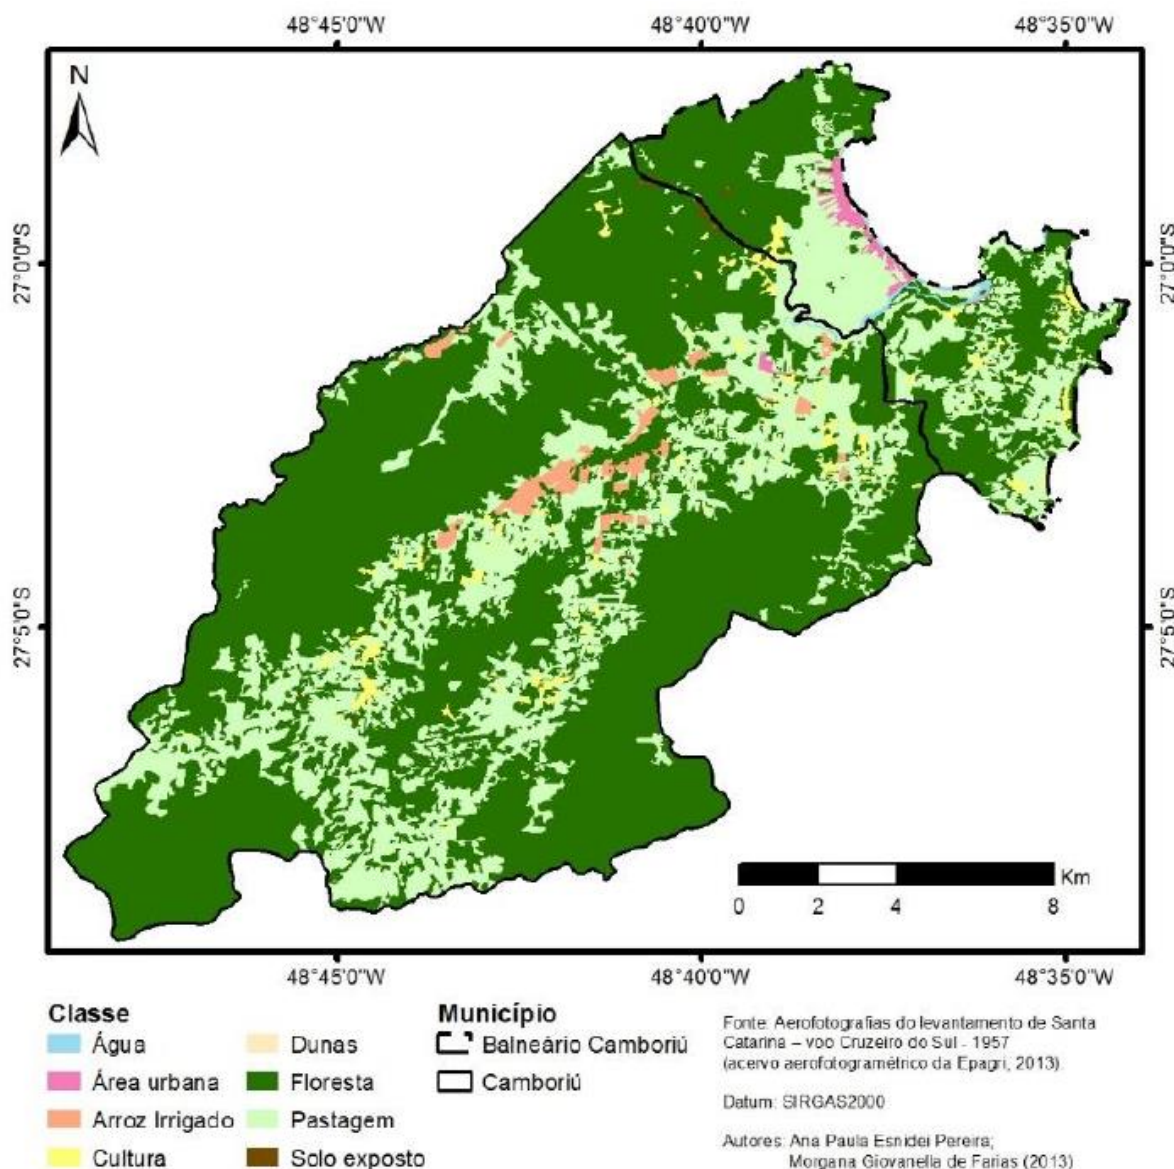 48°45'0"W 48°40'0"W 48°35'0"W
N
27°0'0"S 27°0'0"S
27°5'0"S 27°5'0"S
Km
0 2 4 8
48°45'0"W 48°40'0"W 48°35'0"W
Classe
Água
Área urbana
Arroz Irrigado
Cultura
Dunas
Floresta
Pastagem
Solo exposto
Município
Balneário Camboriú
Camboriú
Fonte: Aerofotografias do levantamento de Santa
Catarina – voo Cruzeiro do Sul - 1957
(acervo aerofotogramétrico da Epagri, 2013).
Datum: SIRGAS2000
Autores: Ana Paula Esnidei Pereira;
Morgana Giovanella de Farias (2013)